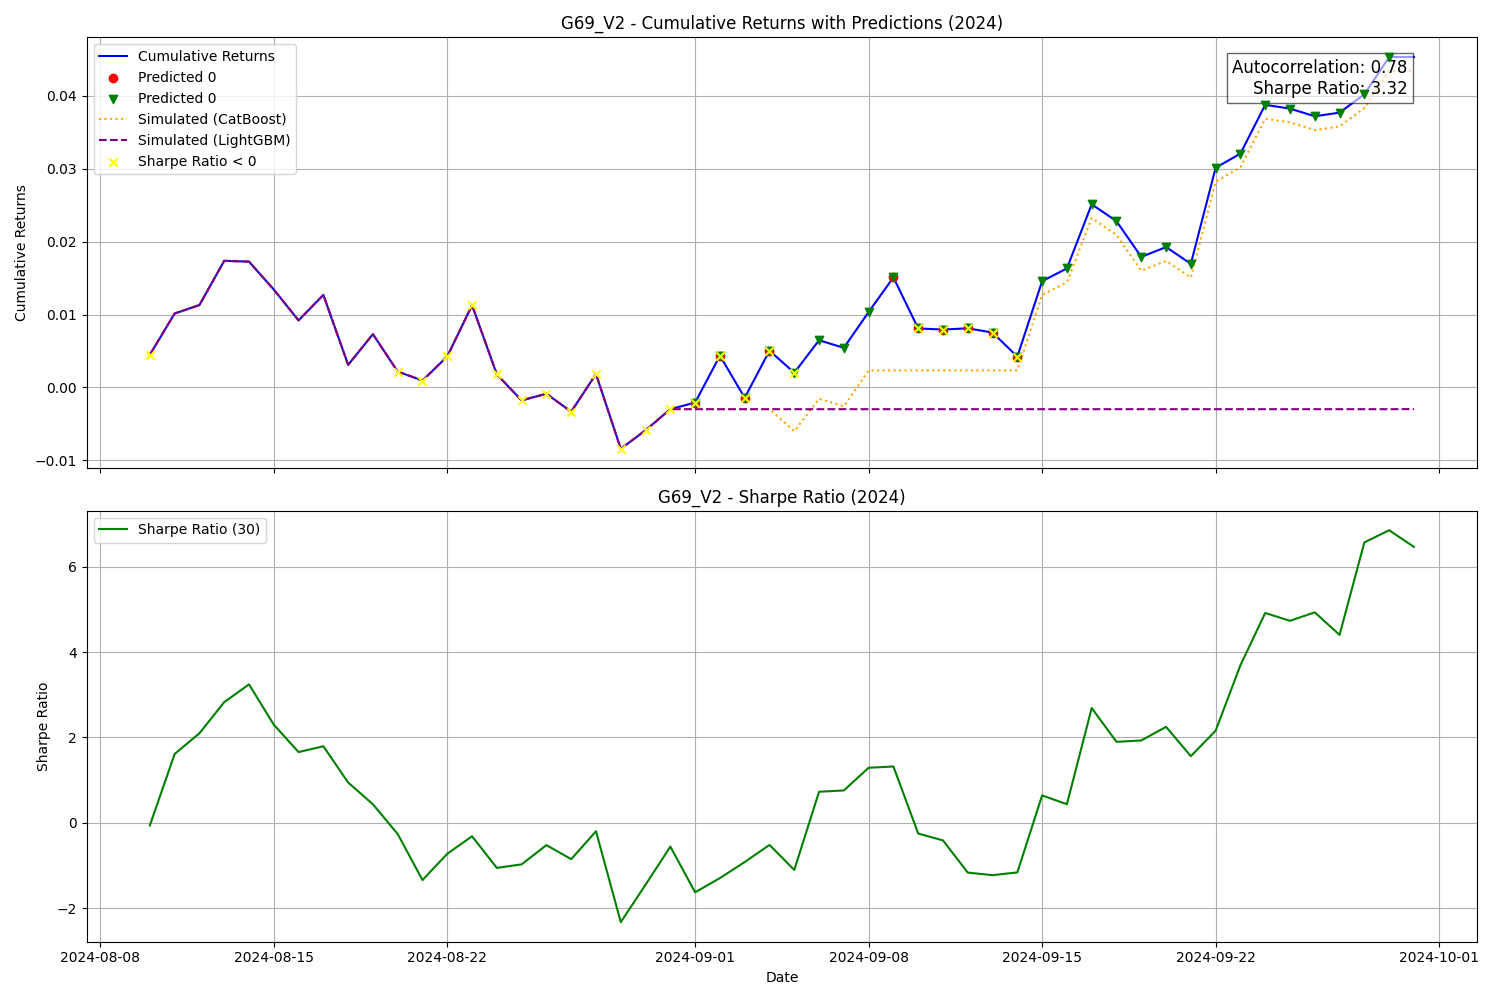 G69_V2 - Cumulative Returns with Predictions (2024)
Cumulative Returns
Predicted 0
Predicted 0
Simulated (CatBoost)
Simulated (LightGBM)
Sharpe Ratio < 0
Autocorrelation: 0.78
Sharpe Ratio: 3.32
Cumulative Returns
0.04
0.03
0.02
0.01
0.00
−0.01
G69_V2 - Sharpe Ratio (2024)
Sharpe Ratio (30)
Sharpe Ratio
6
4
2
0
−2
2024-08-08
2024-08-15
2024-08-22
2024-09-01
2024-09-08
2024-09-15
2024-09-22
2024-10-01
Date